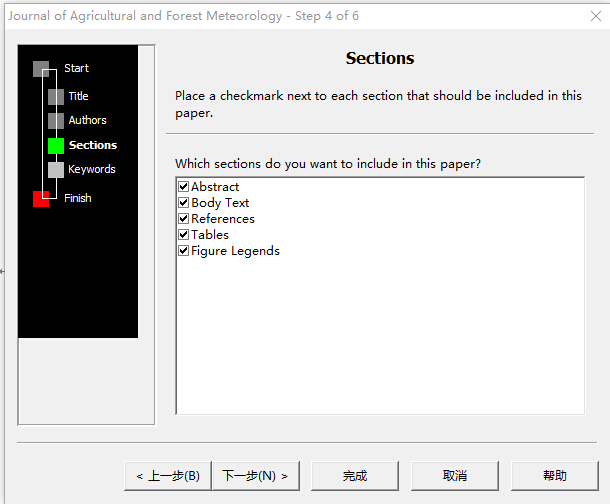 Journal of Agricultural and Forest Meteorology - Step 4 of 6
Start
Title
Authors
Sections
Keywords
Finish
Sections
Place a checkmark next to each section that should be included in this
paper.
Which sections do you want to include in this paper?
Abstract
Body Text
References
Tables
Figure Legends
< 上一步(B)
下一步(N) >
完成
取消
帮助